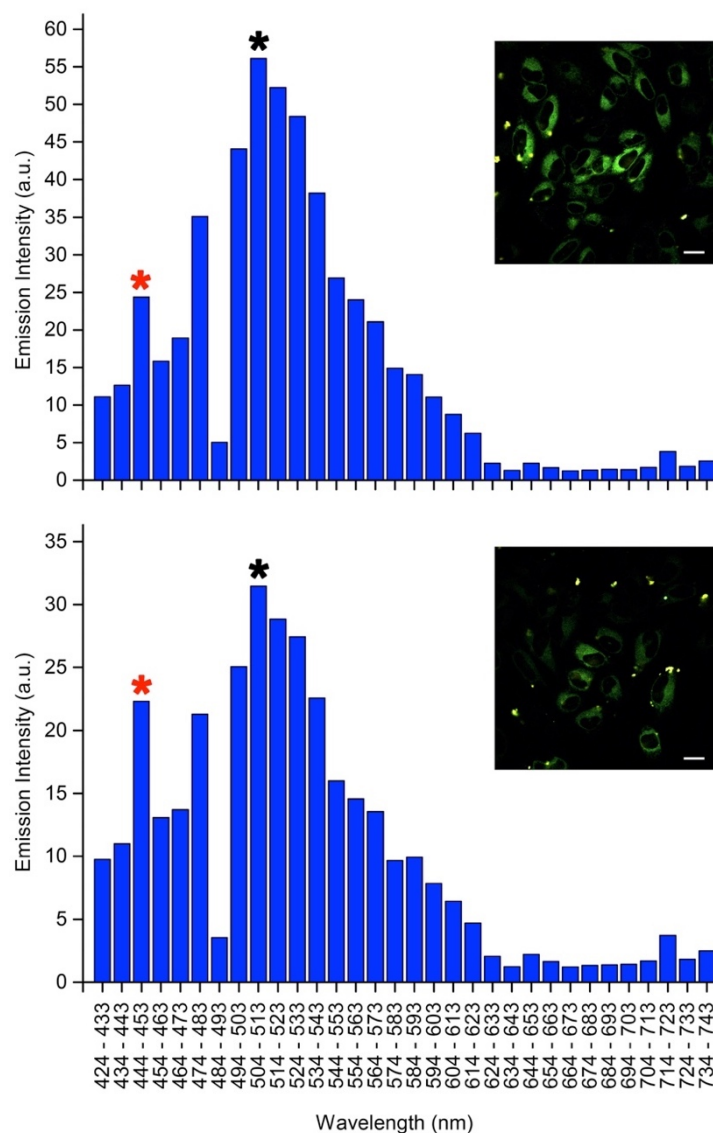 60
55
50
45
40
35
30
25
20
15
10
5
0
Emission Intensity (a.u.)
*
*
35
30
25
20
15
10
5
0
Emission Intensity (a.u.)
*
*
424 - 433
434 - 443
444 - 453
454 - 463
464 - 473
474 - 483
484 - 493
494 - 503
504 - 513
514 - 523
524 - 533
534 - 543
544 - 553
554 - 563
564 - 573
574 - 583
584 - 593
594 - 603
604 - 613
614 - 623
624 - 633
634 - 643
644 - 653
654 - 663
664 - 673
674 - 683
684 - 693
694 - 703
704 - 713
714 - 723
724 - 733
734 - 743
Wavelength (nm)